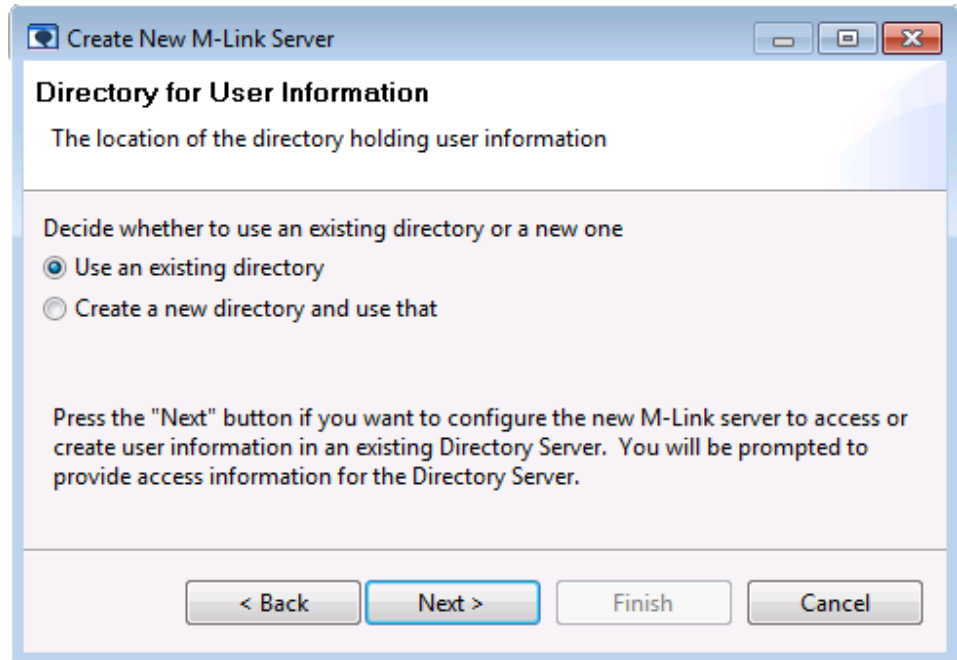 Create New M-Link Server
Directory for User Information
The location of the directory holding user information
Decide whether to use an existing directory or a new one
Use an existing directory
Create a new directory and use that
Press the "Next" button if you want to configure the new M-Link server to access or
create user information in an existing Directory Server.  You will be prompted to
provide access information for the Directory Server.
< Back
Next >
Finish
Cancel